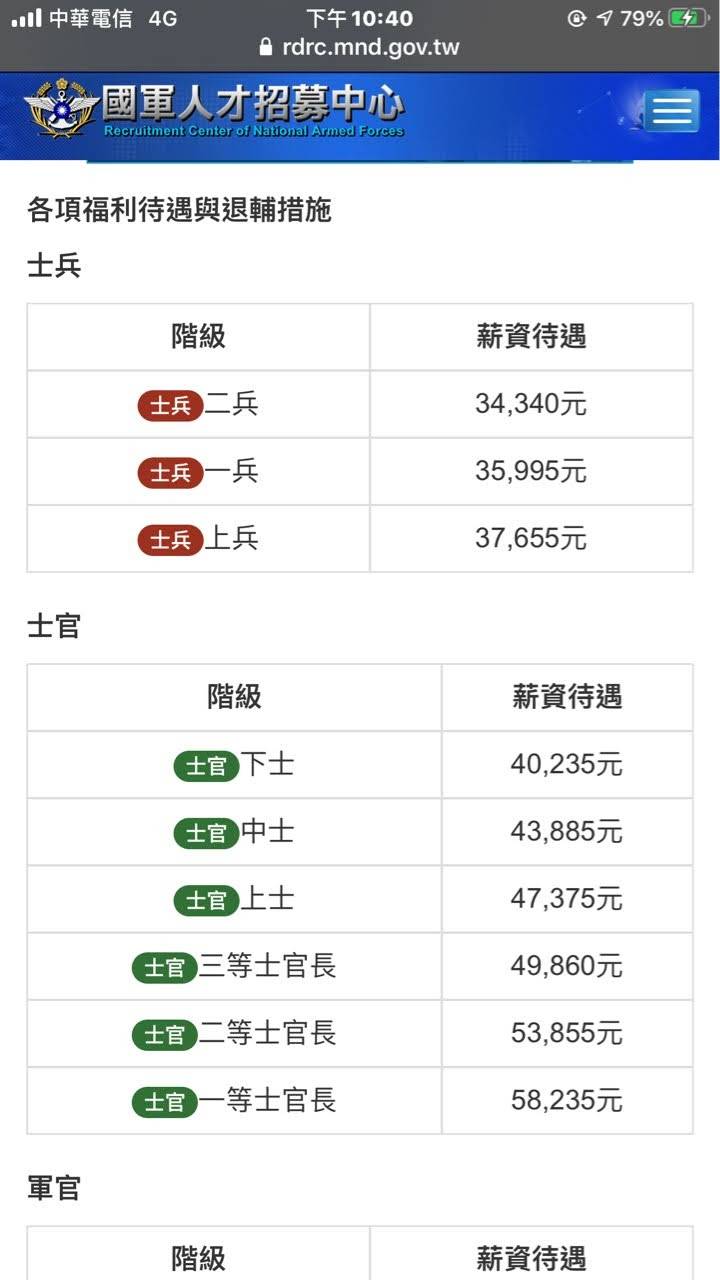 中華電信 4G 下午10:40 79%
rdrc.mnd.gov.tw
國軍人才招募中心
Recruitment Center of National Armed Forces
各項福利待遇與退輔措施
士兵
階級 薪資待遇
士兵 二兵 34,340元
士兵 一兵 35,995元
士兵 上兵 37,655元
士官
階級 薪資待遇
士官 下士 40,235元
士官 中士 43,885元
士官 上士 47,375元
士官 三等士官長 49,860元
士官 二等士官長 53,855元
士官 一等士官長 58,235元
軍官
階級 薪資待遇